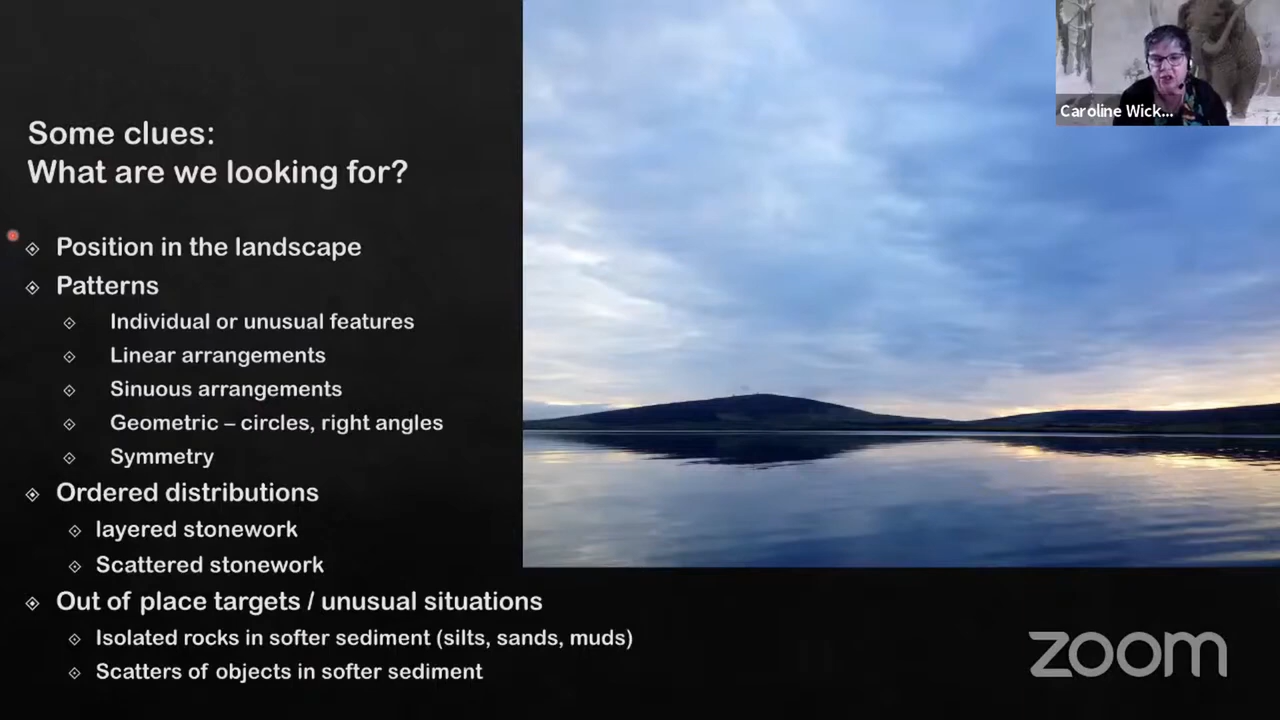 Caroline Wick...
Some clues:
What are we looking for?
Position in the landscape
Patterns
Individual or unusual features
Linear arrangements
Sinuous arrangements
Geometric – circles, right angles
Symmetry
Ordered distributions
layered stonework
Scattered stonework
Out of place targets / unusual situations
Isolated rocks in softer sediment (silts, sands, muds)
Scatters of objects in softer sediment
zoom